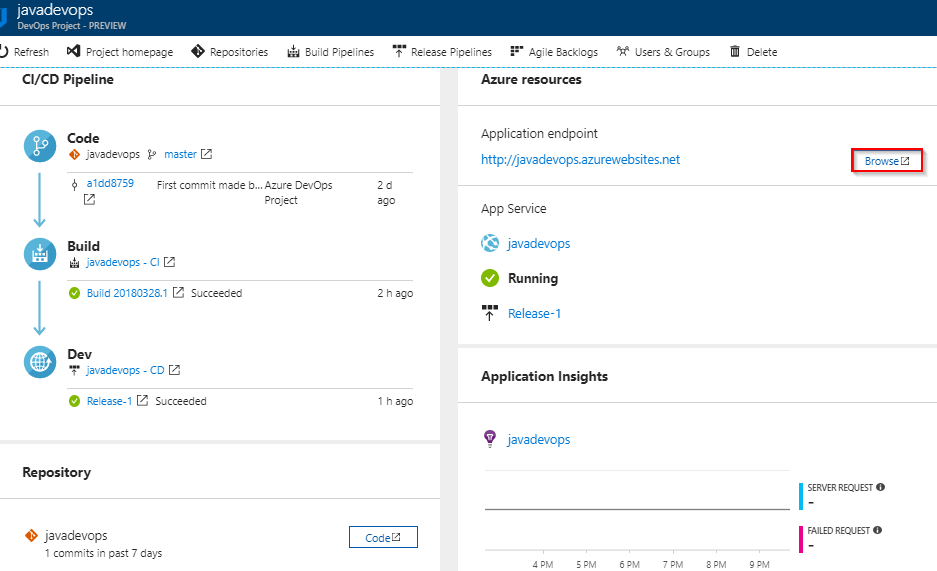 javadevops
DevOps Project - PREVIEW
Refresh Project homepage Repositories Build Pipelines Release Pipelines Agile Backlogs Users & Groups Delete
CI/CD Pipeline
Code
javadevops master
a1dd8759 First commit made b... Azure DevOps Project 2 d ago
Build
javadevops - CI
Build 20180328.1 Succeeded 2 h ago
Dev
javadevops - CD
Release-1 Succeeded 1 h ago
Repository
javadevops
1 commits in past 7 days
Code
Azure resources
Application endpoint
http://javadevops.azurewebsites.net
Browse
App Service
javadevops
Running
Release-1
Application Insights
javadevops
SERVER REQUEST
--
FAILED REQUEST
--
4 PM 5 PM 6 PM 7 PM 8 PM 9 PM